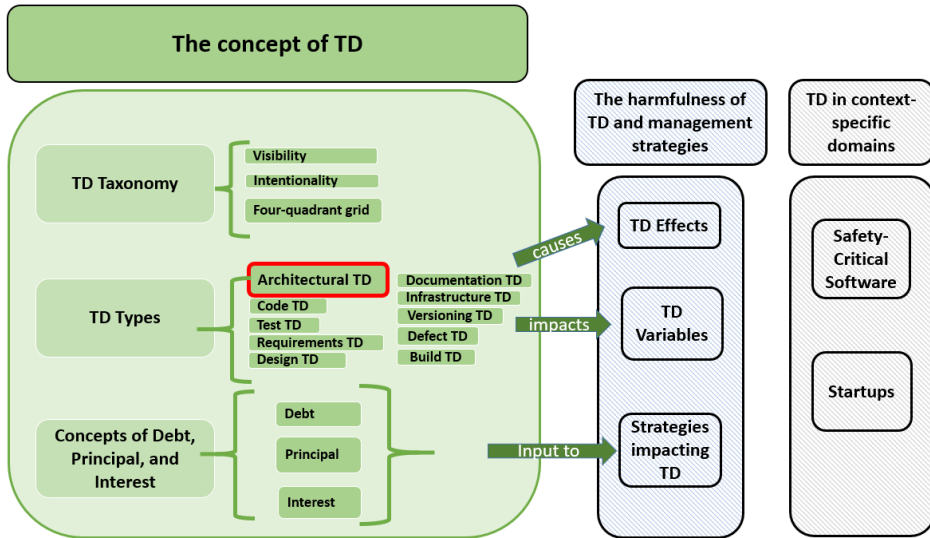 The concept of TD
TD Taxonomy
Visibility
Intentionality
Four-quadrant grid
TD Types
Architectural TD
Code TD
Test TD
Requirements TD
Design TD
Documentation TD
Infrastructure TD
Versioning TD
Defect TD
Build TD
Concepts of Debt,
Principal, and
Interest
Debt
Principal
Interest
causes
impacts
Input to
The harmfulness of
TD and management
strategies
TD Effects
TD
Variables
Strategies
impacting
TD
TD in context-
specific
domains
Safety-
Critical
Software
Startups